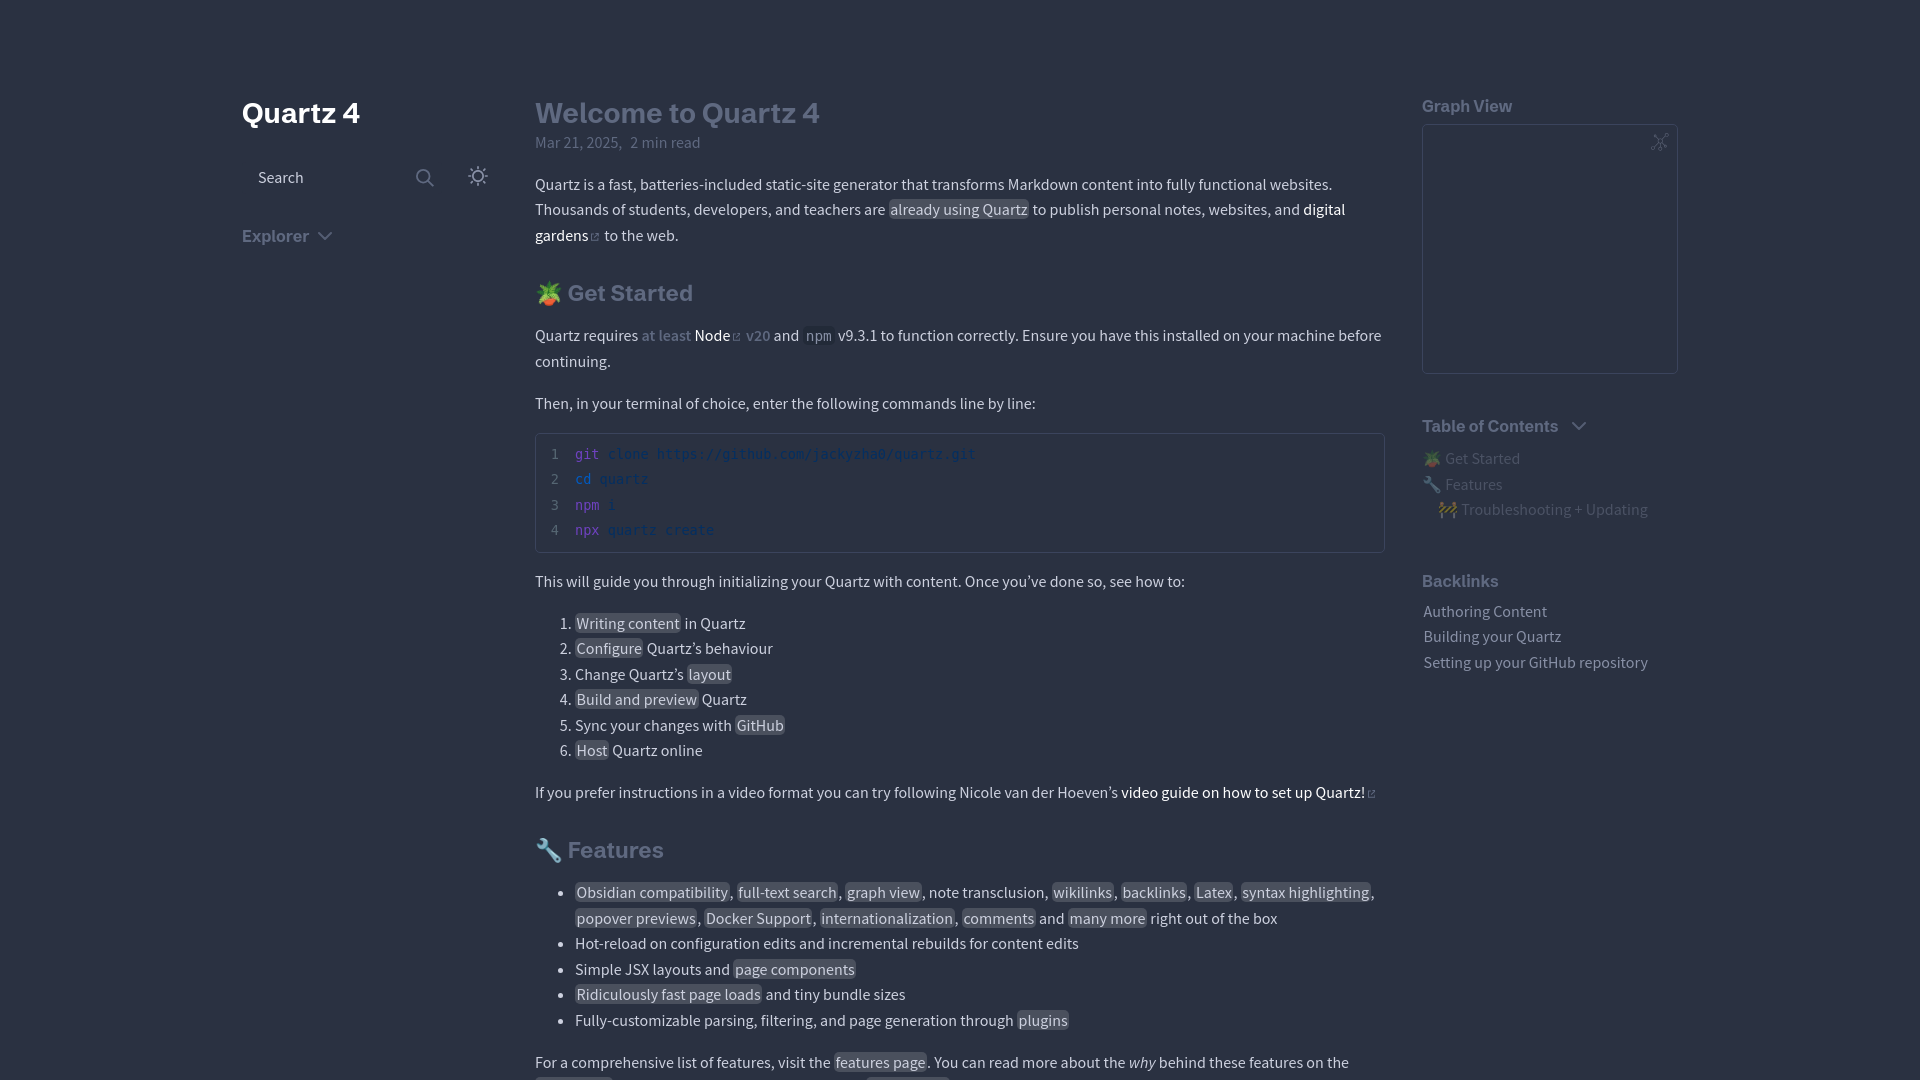 Quartz 4
Search
Explorer
Welcome to Quartz 4
Mar 21, 2025, 2 min read
Quartz is a fast, batteries-included static-site generator that transforms Markdown content into fully functional websites.
Thousands of students, developers, and teachers are already using Quartz to publish personal notes, websites, and digital
gardens to the web.
🪴 Get Started
Quartz requires at least Node v20 and npm v9.3.1 to function correctly. Ensure you have this installed on your machine before
continuing.
Then, in your terminal of choice, enter the following commands line by line:
1 git clone https://github.com/jackyzha0/quartz.git
2 cd quartz
3 npm i
4 npx quartz create
This will guide you through initializing your Quartz with content. Once you’ve done so, see how to:
1. Writing content in Quartz
2. Configure Quartz’s behaviour
3. Change Quartz’s layout
4. Build and preview Quartz
5. Sync your changes with GitHub
6. Host Quartz online
If you prefer instructions in a video format you can try following Nicole van der Hoeven’s video guide on how to set up Quartz!
🔧 Features
• Obsidian compatibility, full-text search, graph view, note transclusion, wikilinks, backlinks, Latex, syntax highlighting,
popover previews, Docker Support, internationalization, comments and many more right out of the box
• Hot-reload on configuration edits and incremental rebuilds for content edits
• Simple JSX layouts and page components
• Ridiculously fast page loads and tiny bundle sizes
• Fully-customizable parsing, filtering, and page generation through plugins
For a comprehensive list of features, visit the features page. You can read more about the why behind these features on the
Graph View
Table of Contents
🪴 Get Started
🔧 Features
🚧 Troubleshooting + Updating
Backlinks
Authoring Content
Building your Quartz
Setting up your GitHub repository